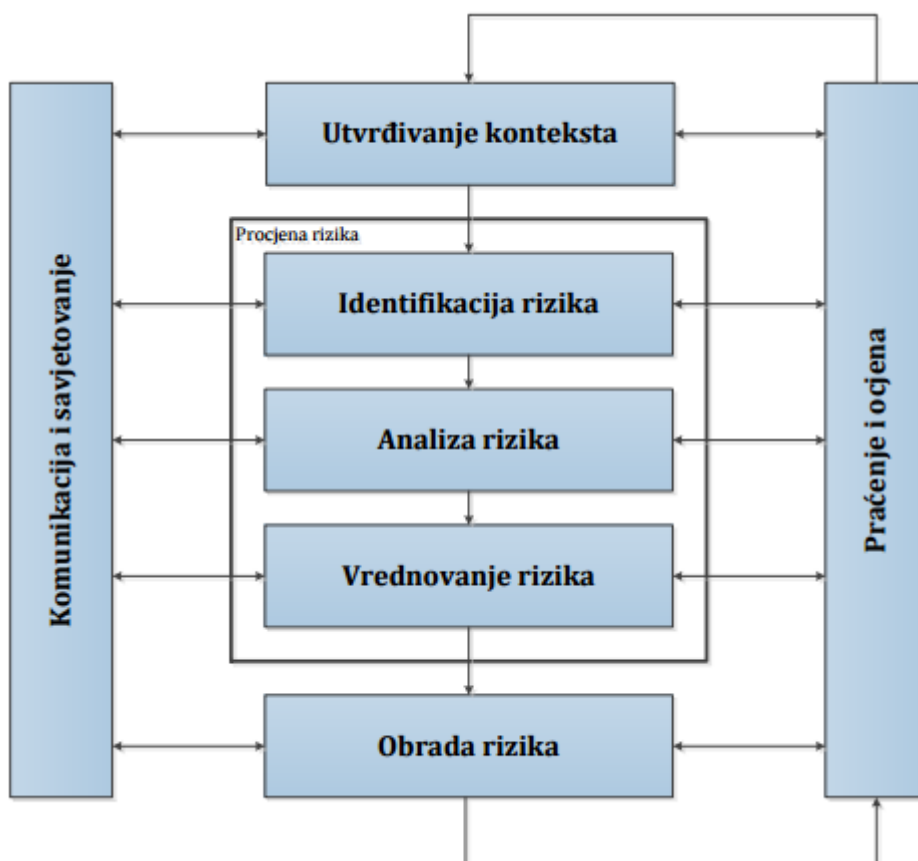 Utvrđivanje konteksta
Procjena rizika
Identifikacija rizika
Analiza rizika
Vrednovanje rizika
Obrada rizika
Komunikacija i savjetovanje
Praćenje i ocjena